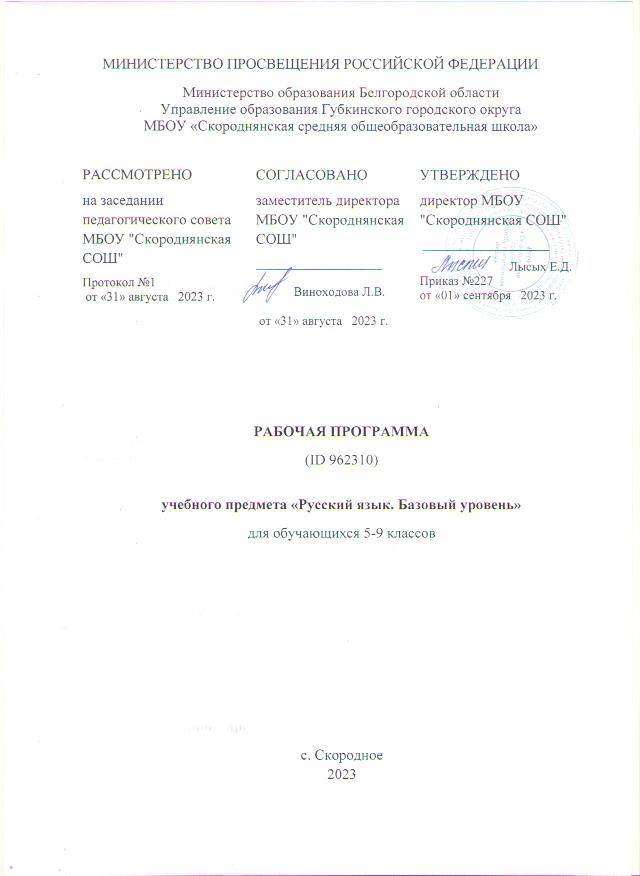 МИНИСТЕРСТВО ПРОСВЕЩЕНИЯ РОССИЙСКОЙ ФЕДЕРАЦИИ
Министерство образования Белгородской области
Управление образования Губкинского городского округа
МБОУ «Скороднянская средняя общеобразовательная школа»
РАССМОТРЕНО
на заседании
педагогического совета
МБОУ "Скороднянская
СОШ"
Протокол №1
от «31» августа 2023 г.
СОГЛАСОВАНО
заместитель директора
МБОУ "Скороднянская
СОШ"
Виноходова Л.В.
от «31» августа 2023 г.
УТВЕРЖДЕНО
директор МБОУ
"Скороднянская СОШ"
Лысых Е.Д.
Приказ №227
от «01» сентября 2023 г.
РАБОЧАЯ ПРОГРАММА
(ID 962310)
учебного предмета «Русский язык. Базовый уровень»
для обучающихся 5-9 классов
с. Скородное
2023